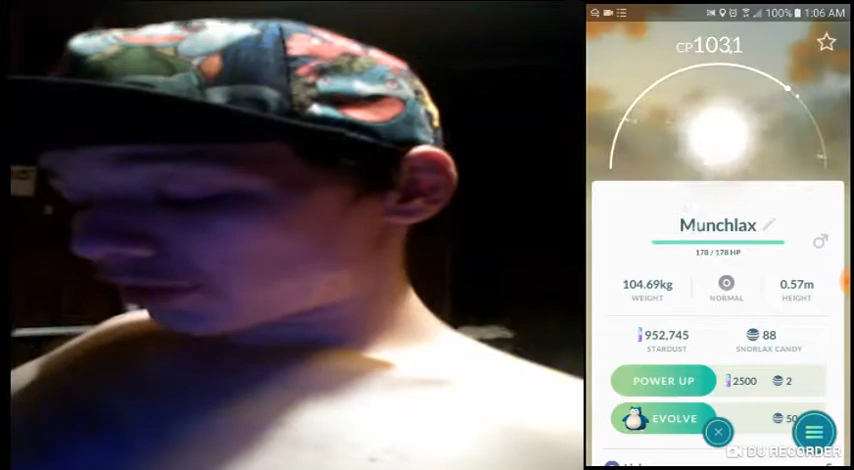 100% 1:06 AM
CP1031
Munchlax
178 / 178 HP
104.69kg
WEIGHT
NORMAL
0.57m
HEIGHT
952,745
STARDUST
88
SNORLAX CANDY
POWER UP 2500 2
EVOLVE 50
DU RECORDER